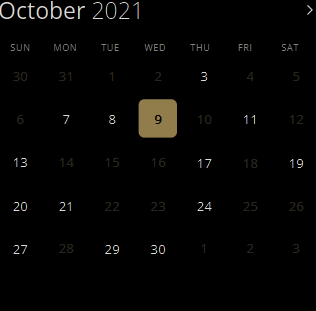 October 2021 >
SUN MON TUE WED THU FRI SAT
30 31 1 2 3 4 5
6 7 8 9 10 11 12
13 14 15 16 17 18 19
20 21 22 23 24 25 26
27 28 29 30 1 2 3